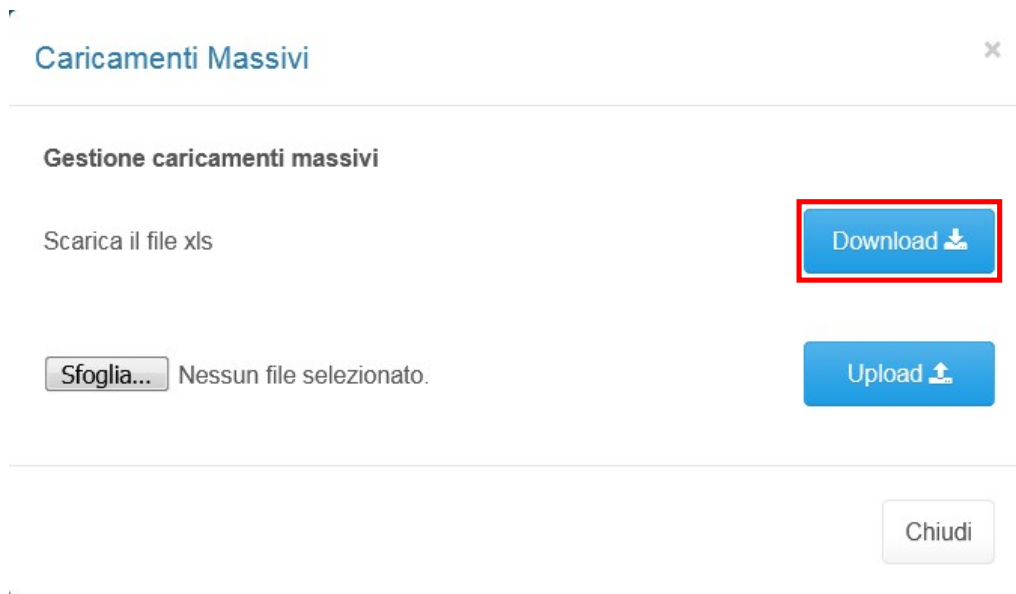 Caricamenti Massivi ×
Gestione caricamenti massivi
Scarica il file xls Download
Sfoglia... Nessun file selezionato. Upload
Chiudi